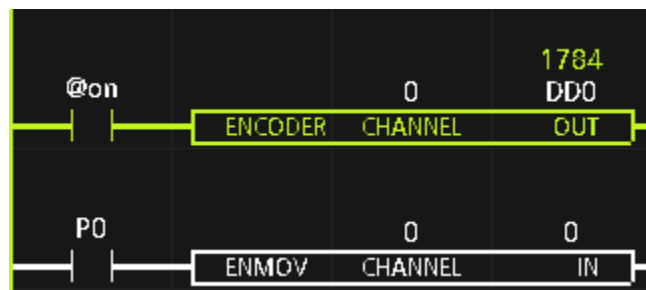 1784
@on 0 DD0
ENCODER CHANNEL OUT
P0 0 0
ENMOV CHANNEL IN